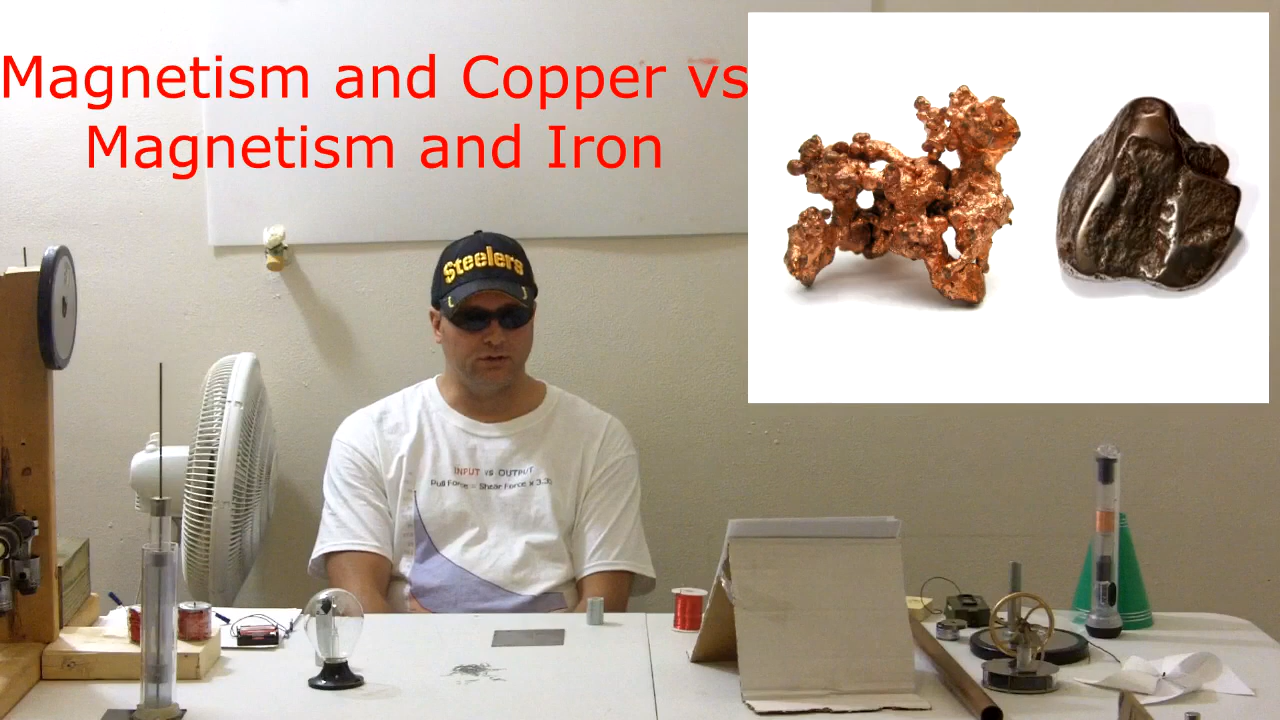 Magnetism and Copper vs
Magnetism and Iron
Steelers
INPUT vs OUTPUT
Pull Force = Shear Force x 3.33